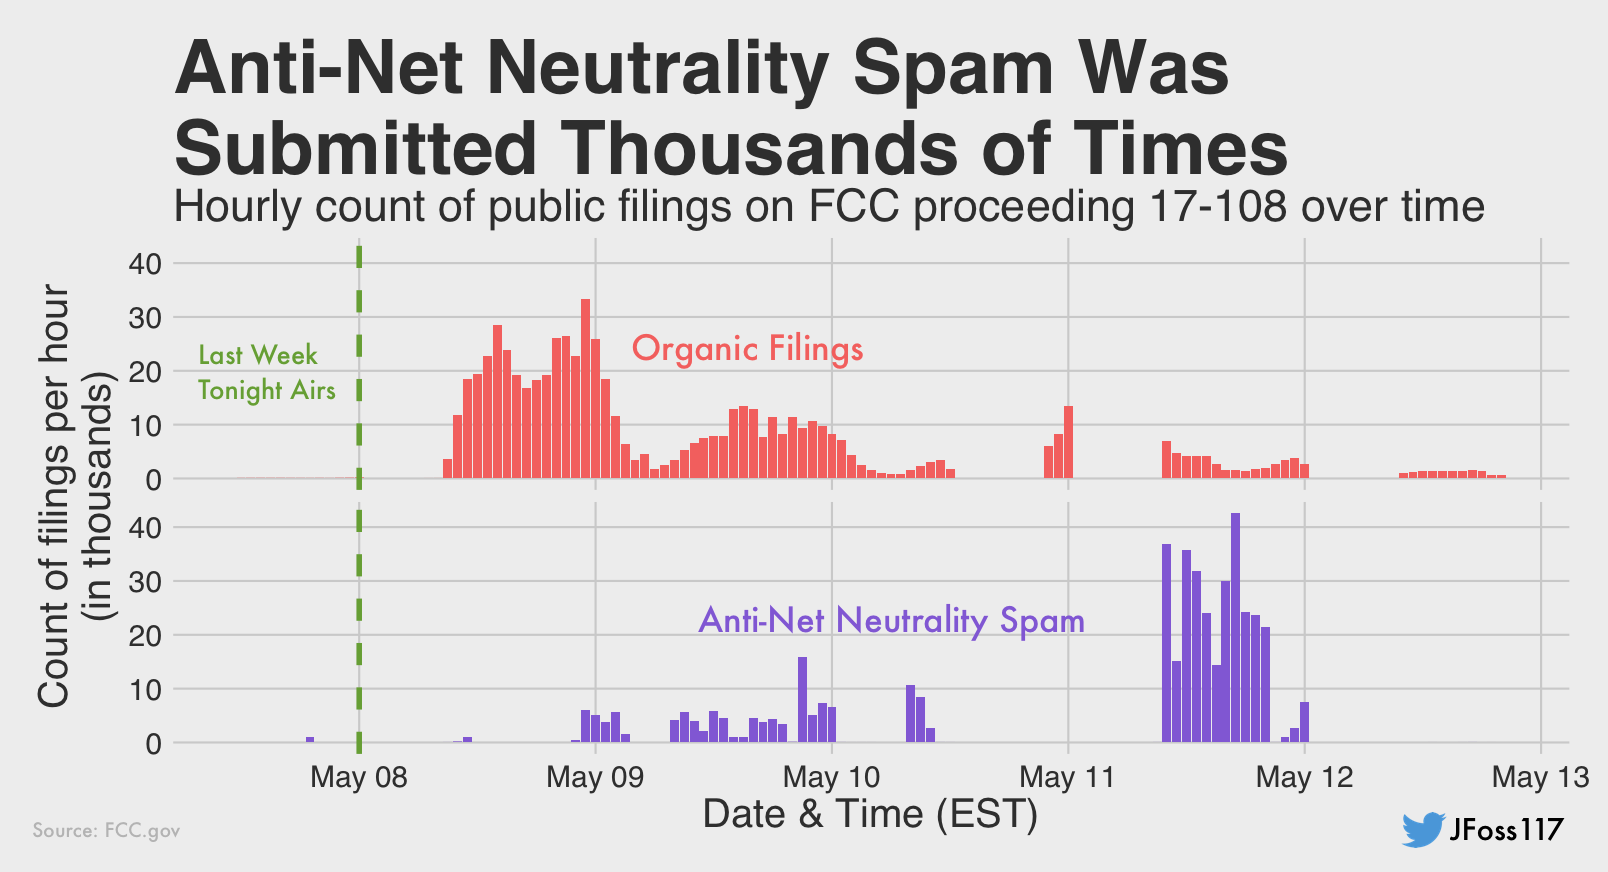 Anti-Net Neutrality Spam Was
Submitted Thousands of Times
Hourly count of public filings on FCC proceeding 17-108 over time
Count of filings per hour
(in thousands)
40
30
20
10
0
Last Week
Tonight Airs
Organic Filings
40
30
20
10
0
Anti-Net Neutrality Spam
May 08
May 09
May 10
May 11
May 12
May 13
Date & Time (EST)
Source: FCC.gov
JFoss117